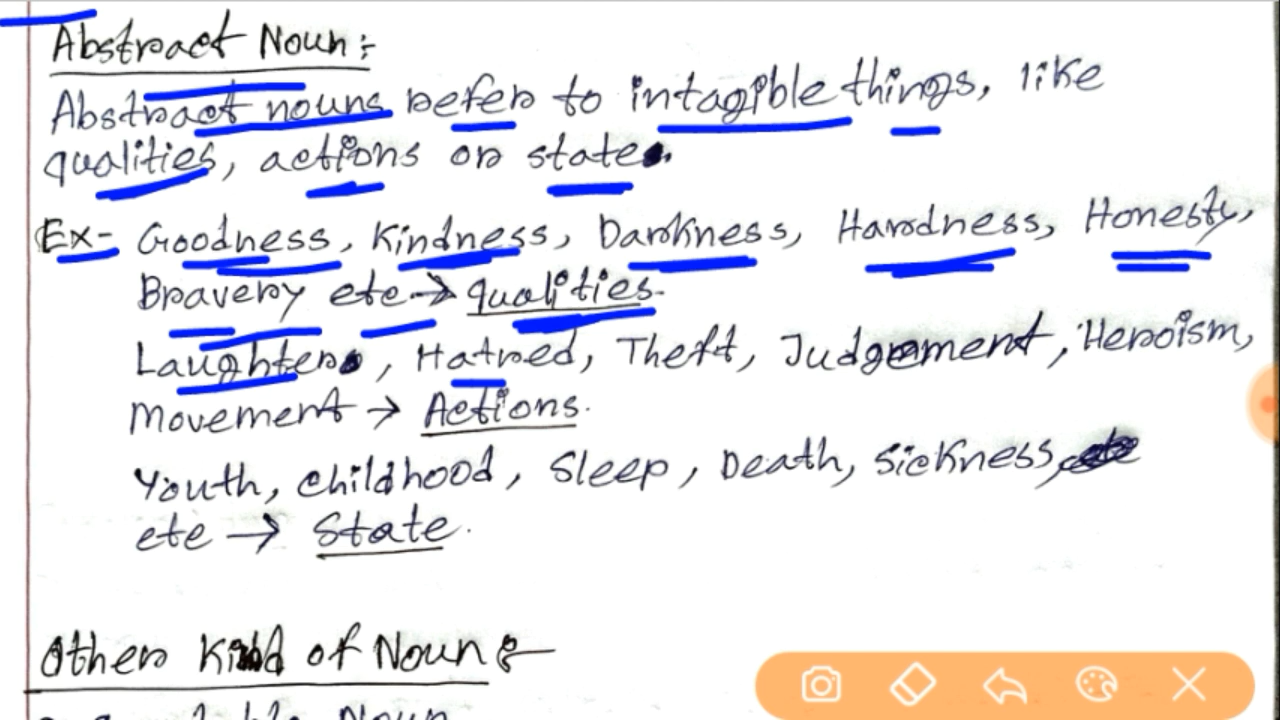 Abstract Noun:-
Abstract nouns refer to intagible things, like
qualities, actions or state.
Ex- Goodness, Kindness, Darkness, Hardness, Honesty,
Bravery etc → qualities.
Laughter, Hatred, Theft, Judgement, Heroism,
Movement → Actions.
Youth, childhood, Sleep, Death, Sickness,
etc → State.
Other Kind of Noun:-
Noun